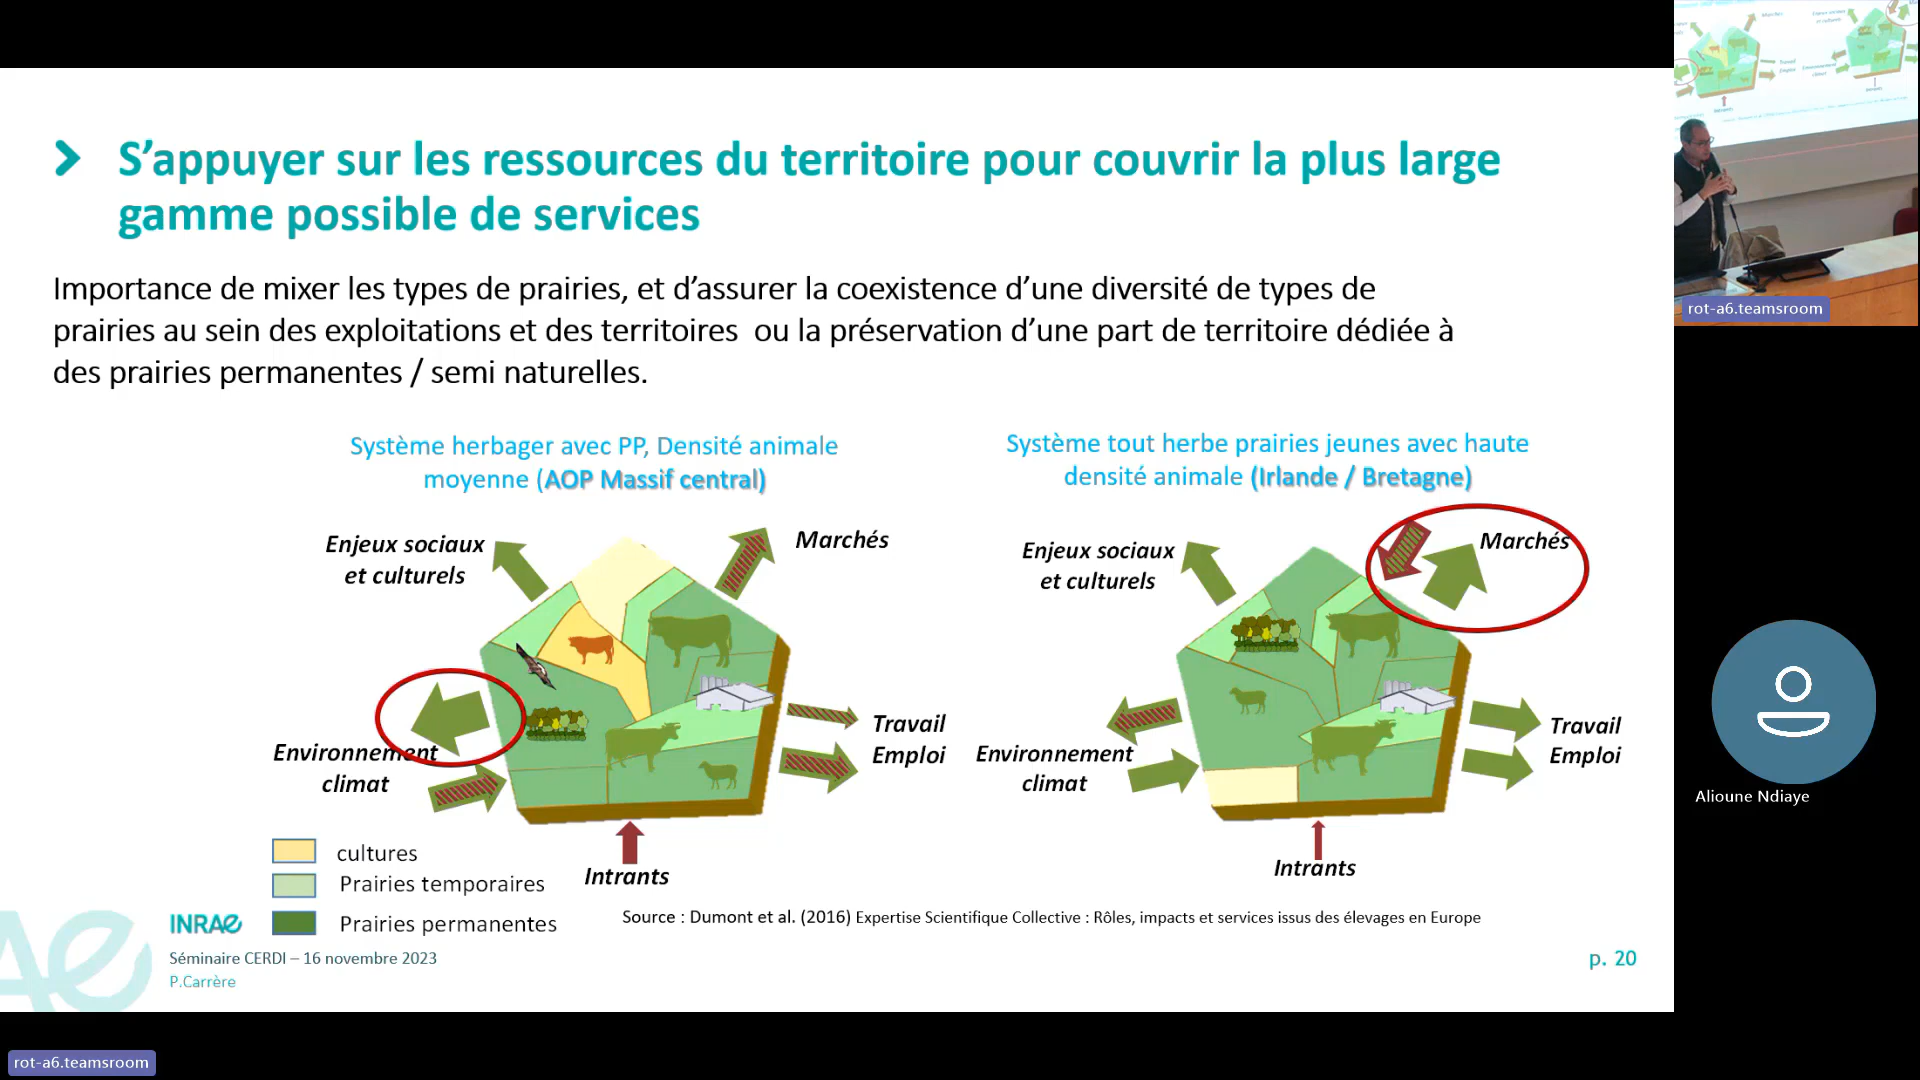 S’appuyer sur les ressources du territoire pour couvrir la plus large
gamme possible de services
Importance de mixer les types de prairies, et d’assurer la coexistence d’une diversité de types de
prairies au sein des exploitations et des territoires ou la préservation d’une part de territoire dédiée à
des prairies permanentes / semi naturelles.
Système herbager avec PP, Densité animale
moyenne (AOP Massif central)
Enjeux sociaux
et culturels
Marchés
Environnement
climat
Travail
Emploi
Intrants
Système tout herbe prairies jeunes avec haute
densité animale (Irlande / Bretagne)
Enjeux sociaux
et culturels
Marchés
Environnement
climat
Travail
Emploi
Intrants
cultures
Prairies temporaires
Prairies permanentes
Source : Dumont et al. (2016) Expertise Scientifique Collective : Rôles, impacts et services issus des élevages en Europe
INRAE
Séminaire CERDI – 16 novembre 2023
P.Carrère
p. 20
rot-a6.teamsroom
Alioune Ndiaye
rot-a6.teamsroom